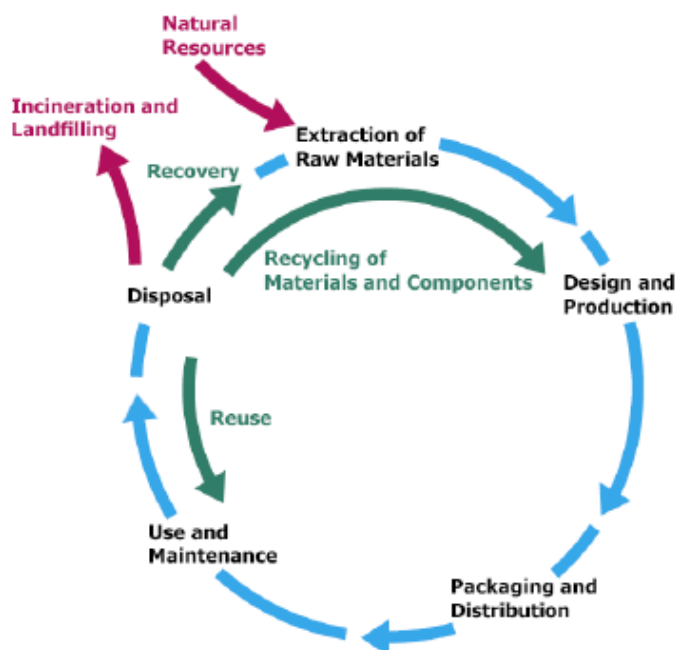 Natural
Resources
Incineration and
Landfilling
Extraction of
Raw Materials
Recovery
Recycling of
Materials and Components
Disposal
Design and
Production
Reuse
Use and
Maintenance
Packaging and
Distribution